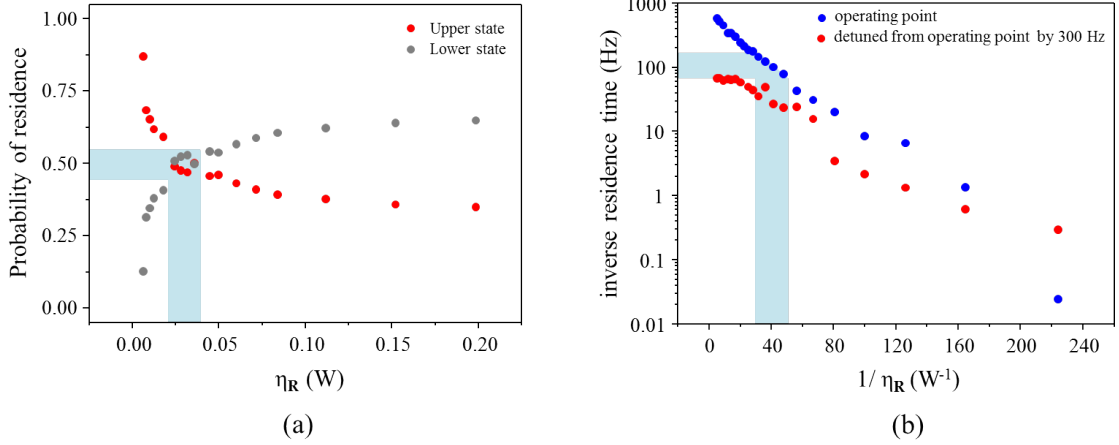 1.00
0.75
0.50
0.25
0.00
Probability of residence
Upper state
Lower state
0.00 0.05 0.10 0.15 0.20
ηR (W)
(a)
1000
100
10
1
0.1
0.01
inverse residence time (Hz)
operating point
detuned from operating point by 300 Hz
0 40 80 120 160 200 240
1/ ηR (W-1)
(b)